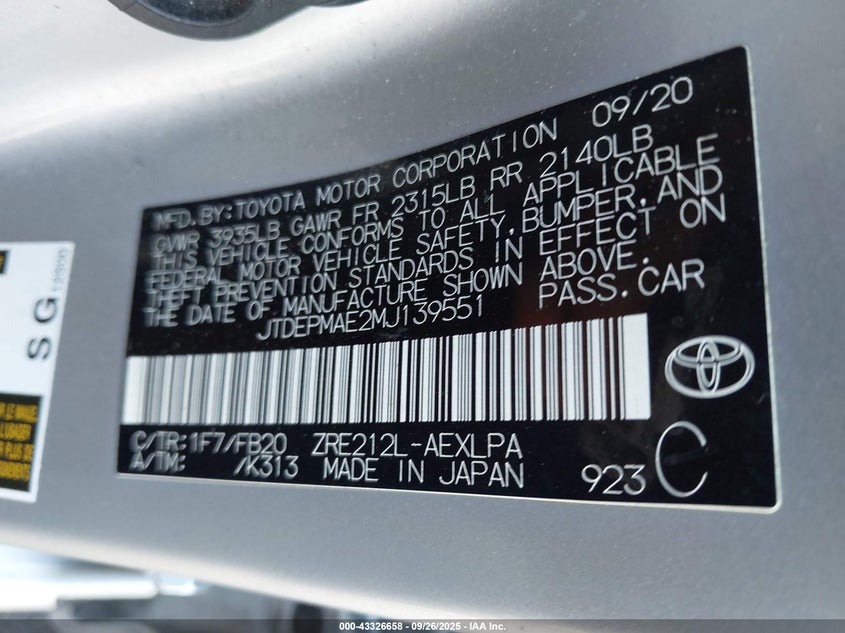 MFD. BY: TOYOTA MOTOR CORPORATION 09/20
GVWR 3935LB GAWR FR 2315LB RR 2140LB
THIS VEHICLE CONFORMS TO ALL APPLICABLE
FEDERAL MOTOR VEHICLE SAFETY, BUMPER, AND
THEFT PREVENTION STANDARDS IN EFFECT ON
THE DATE OF MANUFACTURE SHOWN ABOVE.
JTDEPMAE2MJ139551 PASS. CAR
C/TR: 1F7/FB20 ZRE212L-AEXLPA
A/TM: /K313 MADE IN JAPAN 923 C
SG
000-43326658 - 09/26/2025 - IAA Inc.